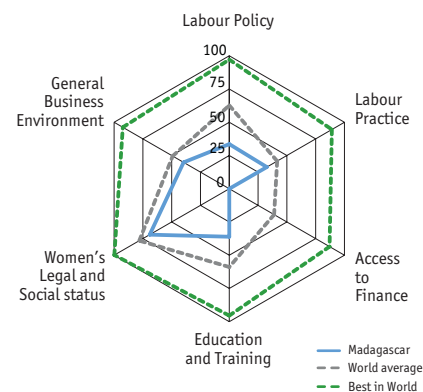 Labour Policy
100
75
50
25
0
General
Business
Environment
Labour
Practice
Women's
Legal and
Social status
Access
to
Finance
Education
and Training
Madagascar
World average
Best in World